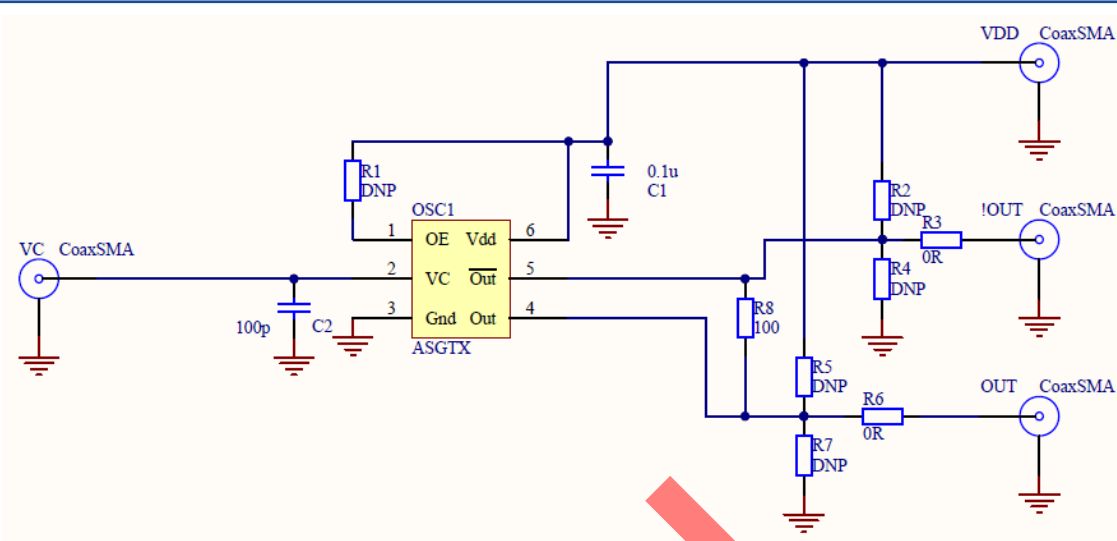 VDD CoaxSMA
R1
DNP
0.1u
C1
R2
DNP
R3
0R
!OUT CoaxSMA
OSC1
1 OE Vdd 6
VC CoaxSMA
2 VC Out 5
R4
DNP
100p C2
3 Gnd Out 4
R8
100
ASGTX
R5
DNP
OUT CoaxSMA
R6
0R
R7
DNP